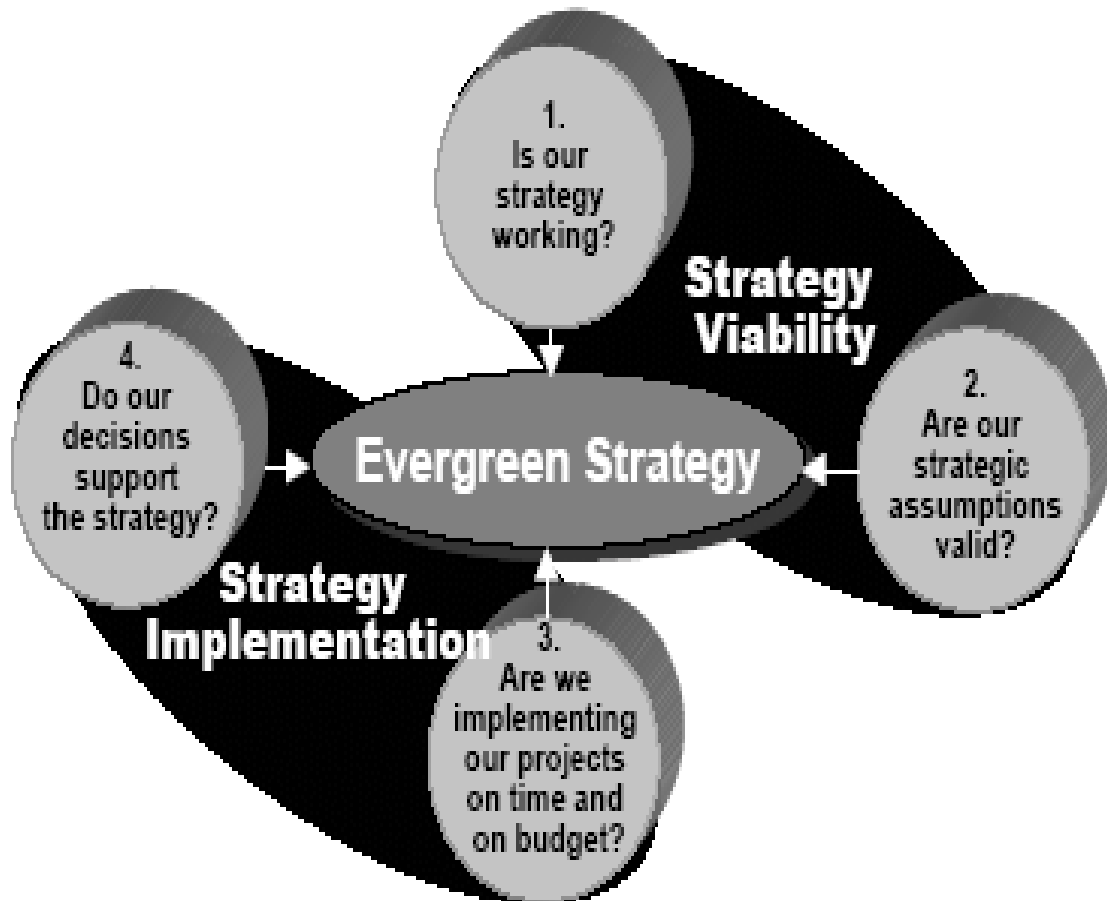 1.
Is our
strategy
working?
Strategy
Viability
2.
Are our
strategic
assumptions
valid?
4.
Do our
decisions
support
the strategy?
Evergreen Strategy
Strategy
Implementation
3.
Are we
implementing
our projects
on time and
on budget?